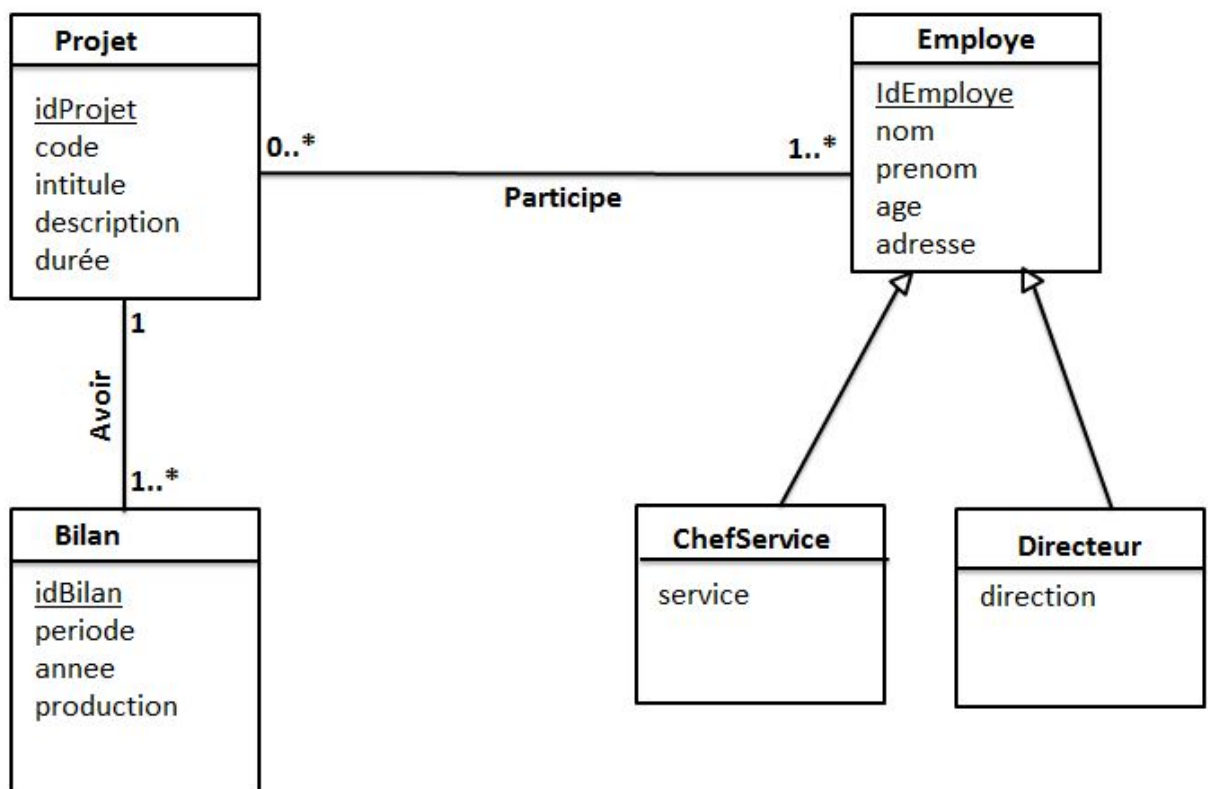 Projet
idProjet
code
intitule
description
durée
0..*
1..*
Participe
Employe
IdEmploye
nom
prenom
age
adresse
1
Avoir
1..*
Bilan
idBilan
periode
annee
production
ChefService
service
Directeur
direction